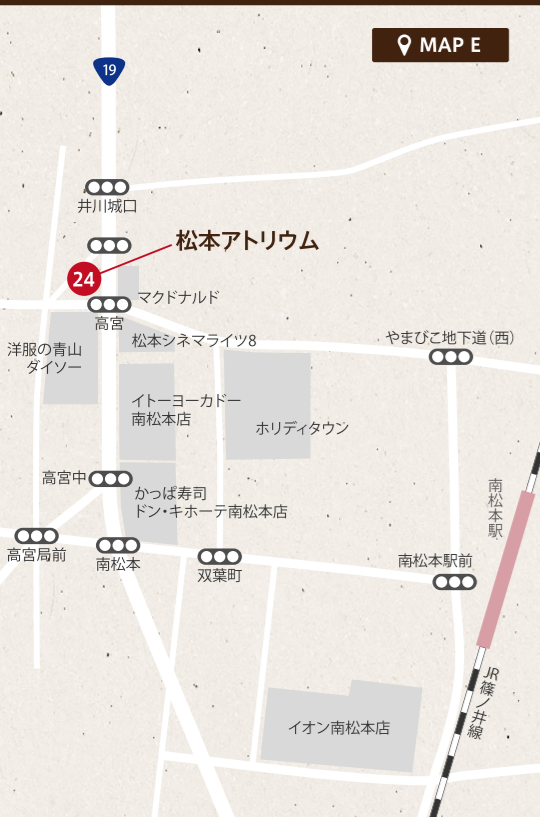 MAP E
19
井川城口
松本アトリウム
24
マクドナルド
高宮
松本シネマライツ8
やまびこ地下道（西）
洋服の青山
ダイソー
イトーヨーカドー
南松本店
ホリディタウン
高宮中
かっぱ寿司
ドン・キホーテ南松本店
南松本駅
高宮局前
南松本
双葉町
南松本駅前
JR篠ノ井線
イオン南松本店